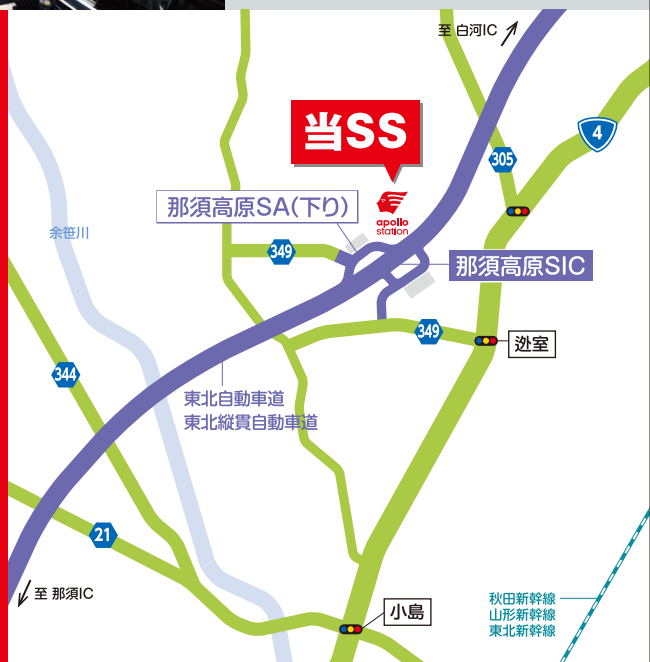 至 白河IC
4
当SS
305
那須高原SA(下り)
apollo
station
余笹川
349
那須高原SIC
349
逊室
344
東北自動車道
東北縦貫自動車道
21
至 那須IC
秋田新幹線
山形新幹線
東北新幹線
小島